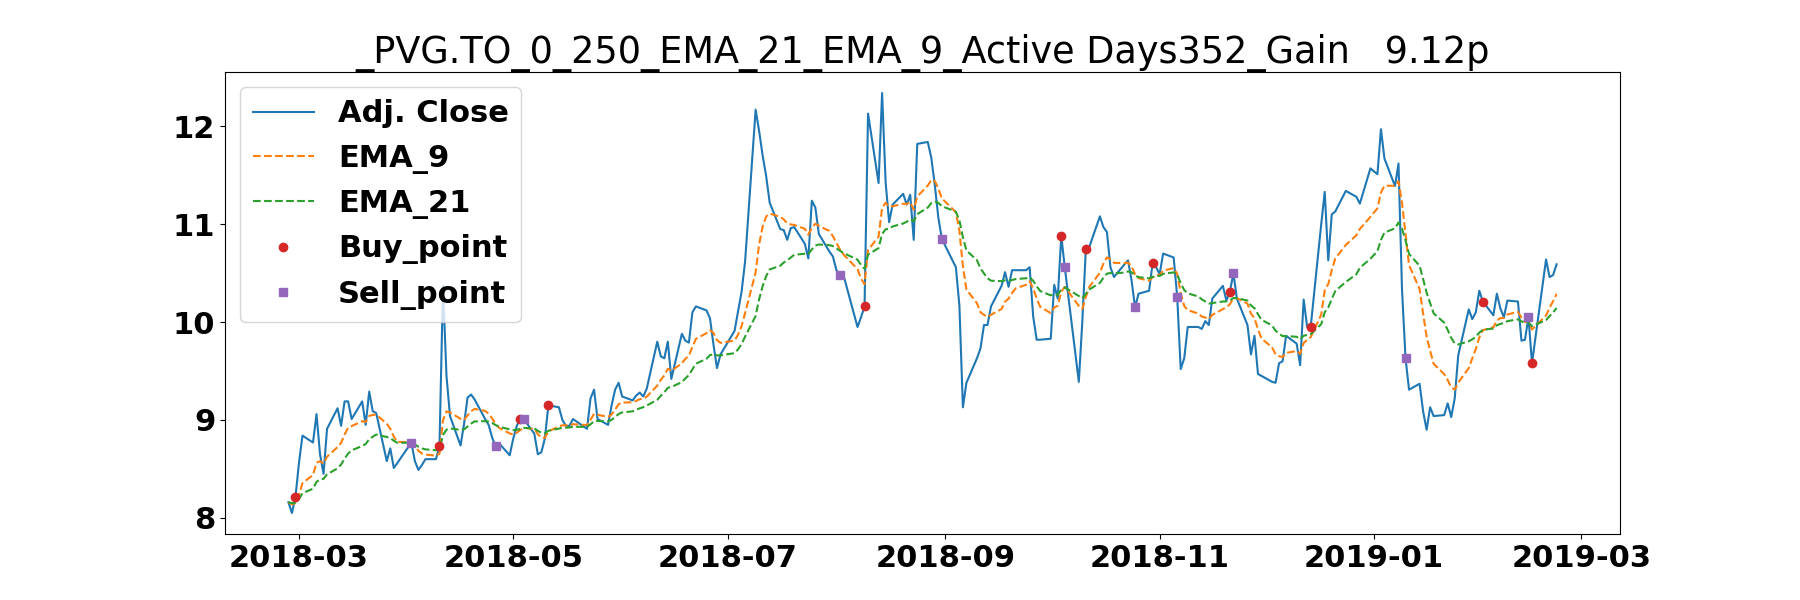 _PVG.TO_0_250_EMA_21_EMA_9_Active Days352_Gain   9.12p
Adj. Close
EMA_9
EMA_21
Buy_point
Sell_point
12
11
10
9
8
2018-03 2018-05 2018-07 2018-09 2018-11 2019-01 2019-03